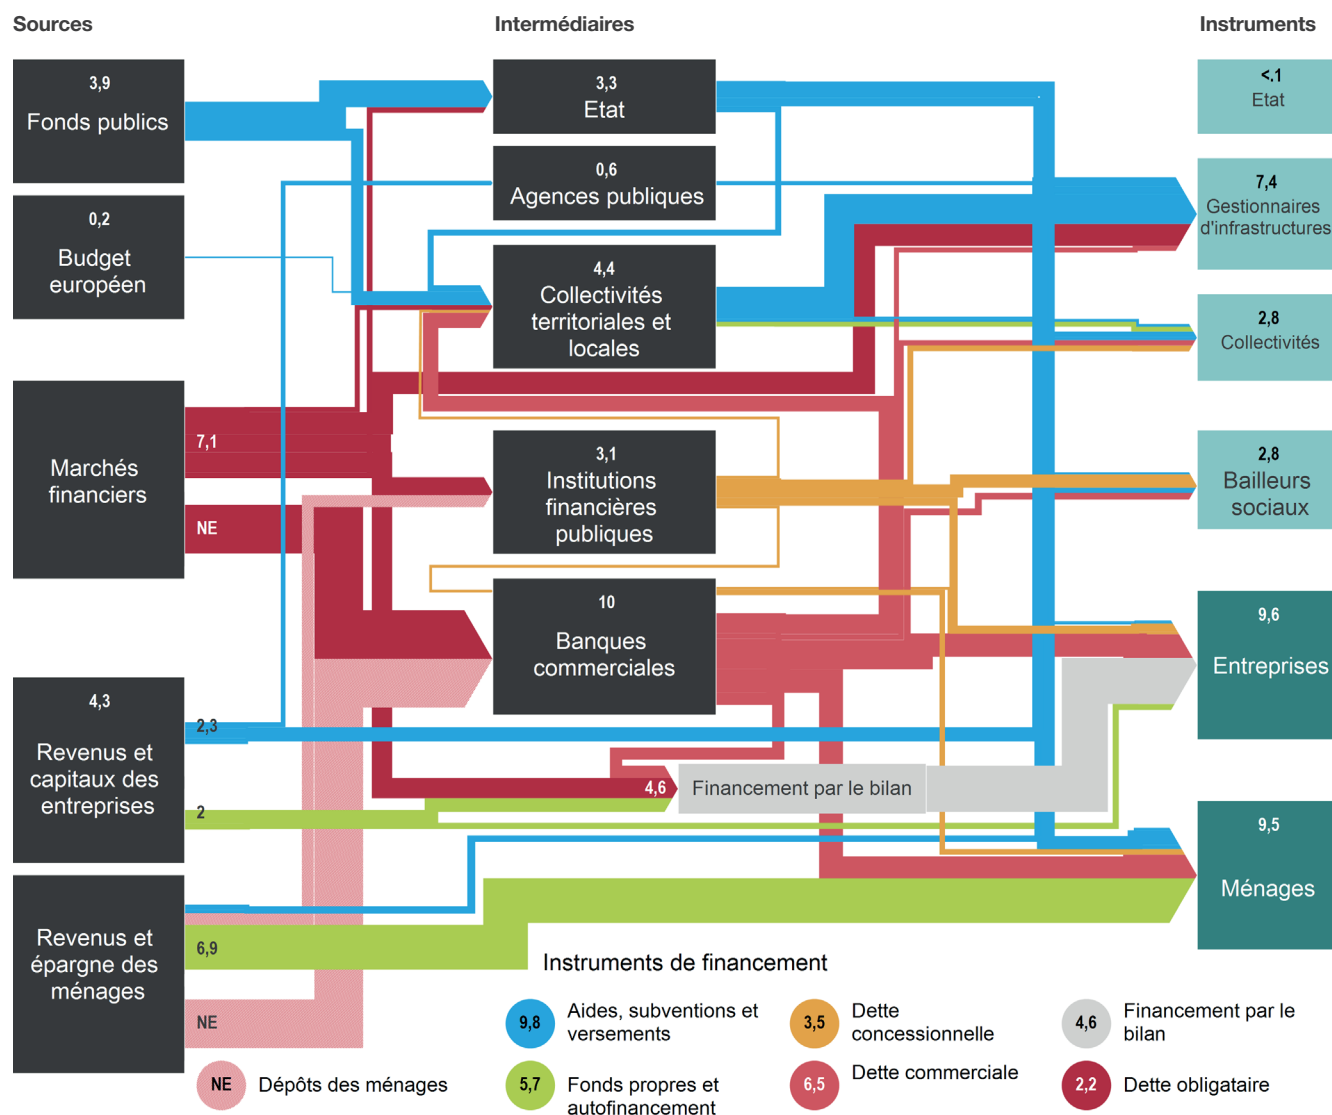 Sources
Intermédiaires
Instruments
3,9
Fonds publics
0,2
Budget
européen
Marchés
financiers
7,1
NE
4,3
Revenus et
capitaux des
entreprises
2,3
2
Revenus et
épargne des
ménages
6,9
NE
3,3
Etat
0,6
Agences publiques
4,4
Collectivités
territoriales et
locales
3,1
Institutions
financières
publiques
10
Banques
commerciales
4,6
Financement par le bilan
<.1
Etat
7,4
Gestionnaires
d'infrastructures
2,8
Collectivités
2,8
Bailleurs
sociaux
9,6
Entreprises
9,5
Ménages
Instruments de financement
NE
Dépôts des ménages
9,8
Aides, subventions et
versements
5,7
Fonds propres et
autofinancement
3,5
Dette
concessionnelle
6,5
Dette commerciale
4,6
Financement par le
bilan
2,2
Dette obligataire